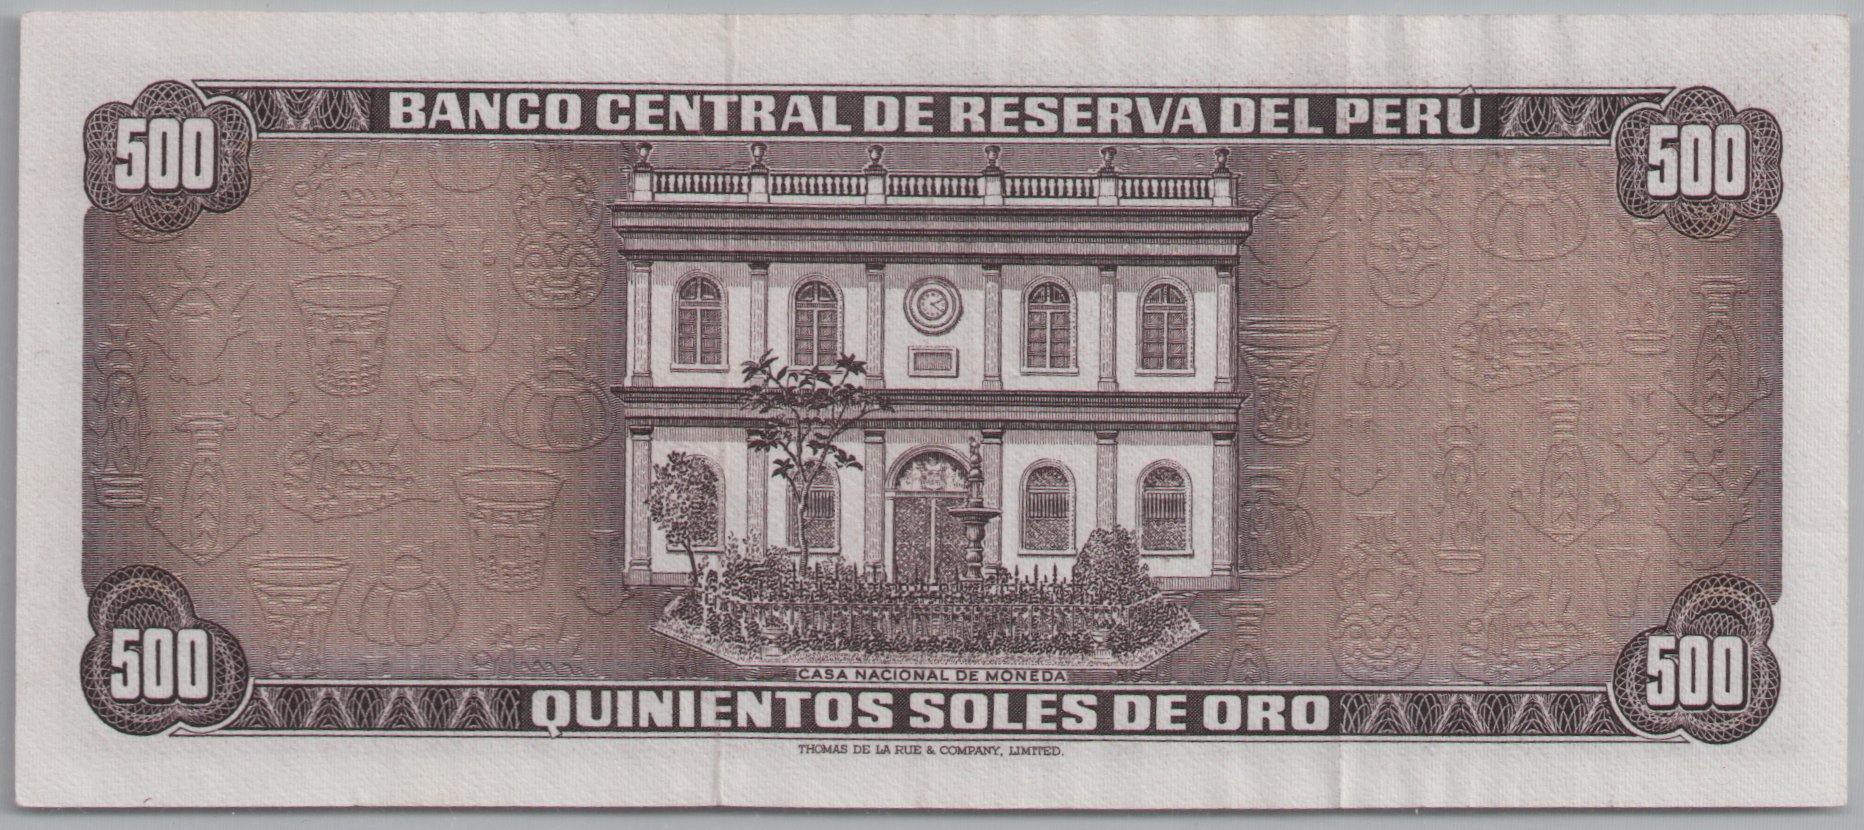 BANCO CENTRAL DE RESERVA DEL PERÚ
500
500
CASA NACIONAL DE MONEDA
500
QUINIENTOS SOLES DE ORO
500
THOMAS DE LA RUE & COMPANY, LIMITED.